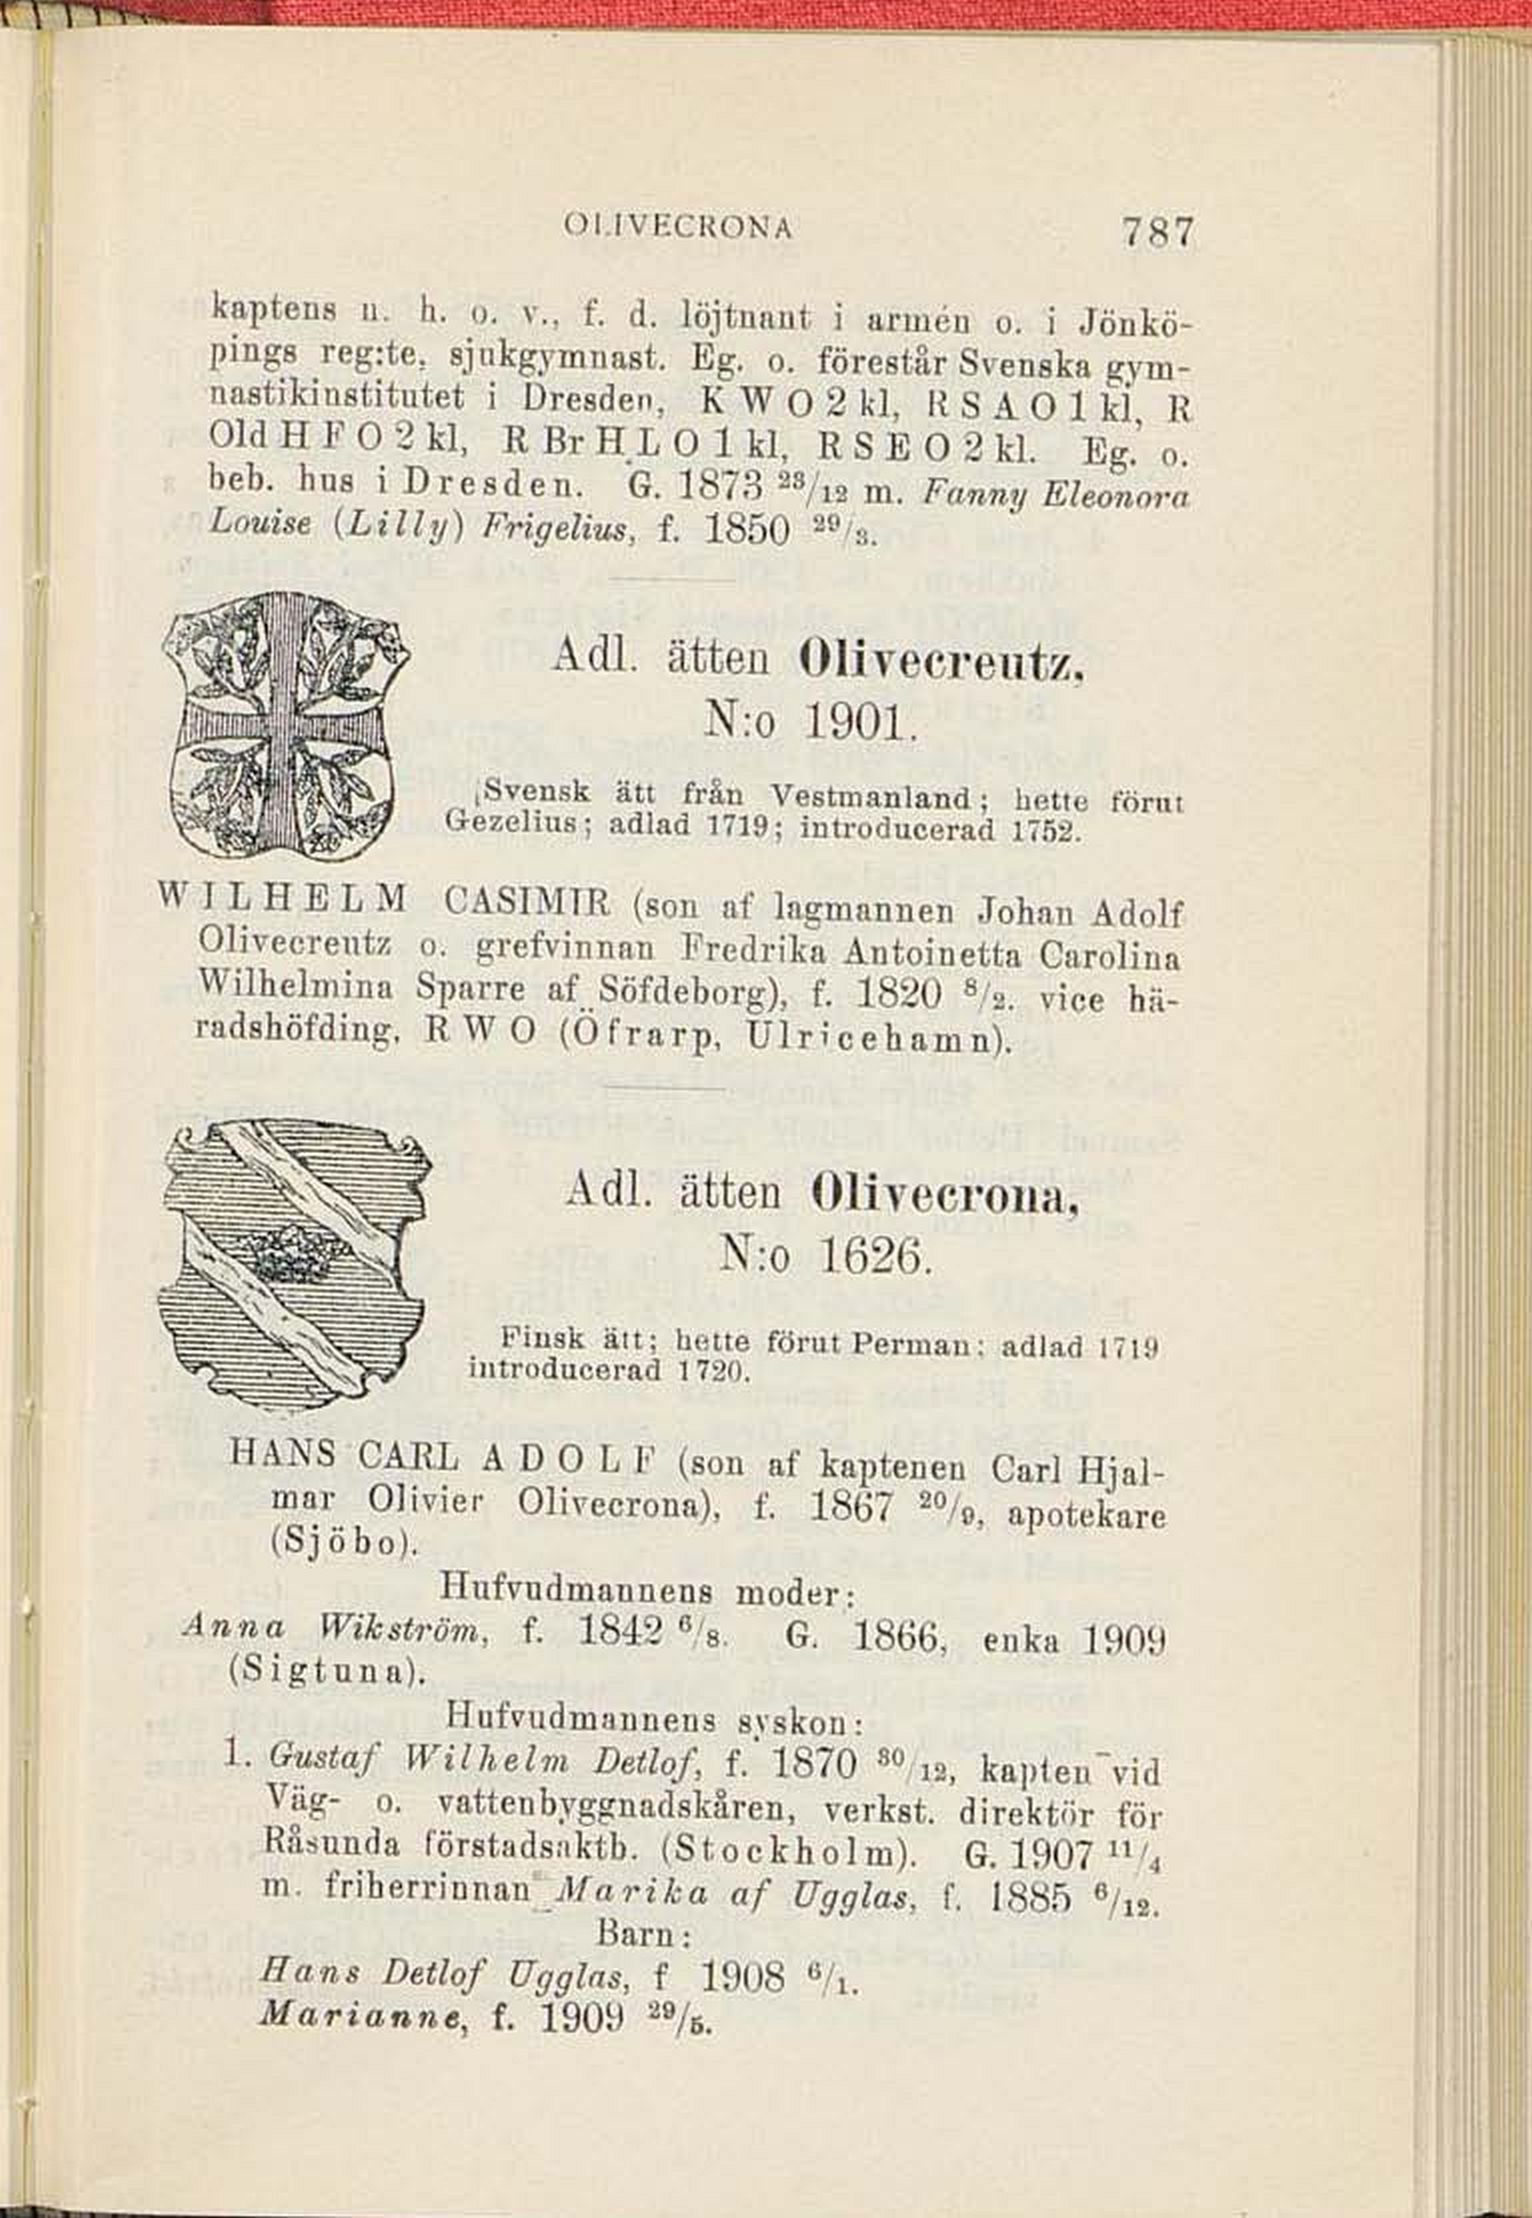 OLIVECRONA 787
kaptens n. h. o. v., f. d. löjtnant i armén o. i Jönkö-
pings reg:te, sjukgymnast. Eg. o. förestår Svenska gym-
nastikinstitutet i Dresden, K W O 2 kl, R S A O 1 kl, R
Old H F O 2 kl, R Br H L O 1 kl, R S E O 2 kl. Eg. o.
beb. hus i Dresden. G. 1873 23/12 m. Fanny Eleonora
Louise (Lilly) Frigelius, f. 1850 29/3.
Adl. ätten Olivecreutz,
N:o 1901.
Svensk ätt från Vestmanland; hette förut
Gezelius; adlad 1719; introducerad 1752.
WILHELM CASIMIR (son af lagmannen Johan Adolf
Olivecreutz o. grefvinnan Fredrika Antoinetta Carolina
Wilhelmina Sparre af Söfdeborg), f. 1820 8/2. vice hä-
radshöfding, R W O (Öfrarp, Ulricehamn).
Adl. ätten Olivecrona,
N:o 1626.
Finsk ätt; hette förut Perman; adlad 1719
introducerad 1720.
HANS CARL ADOLF (son af kaptenen Carl Hjal-
mar Olivier Olivecrona), f. 1867 20/9, apotekare
(Sjöbo).
Hufvudmannens moder:
Anna Wikström, f. 1842 6/8. G. 1866, enka 1909
(Sigtuna).
Hufvudmannens syskon:
1. Gustaf Wilhelm Detlof, f. 1870 30/12, kapten vid
Väg- o. vattenbyggnadskåren, verkst. direktör för
Råsunda förstadsaktb. (Stockholm). G. 1907 11/4
m. friherrinnan Marika af Ugglas, f. 1885 6/12.
Barn:
Hans Detlof Ugglas, f 1908 6/1.
Marianne, f. 1909 29/5.